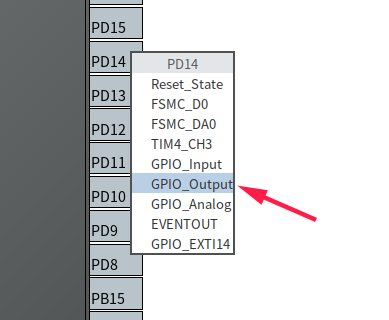 PD15
PD14
PD13
PD12
PD11
PD10
PD9
PD8
PB15
PD14
Reset_State
FSMC_D0
FSMC_DA0
TIM4_CH3
GPIO_Input
GPIO_Output
GPIO_Analog
EVENTOUT
GPIO_EXTI14